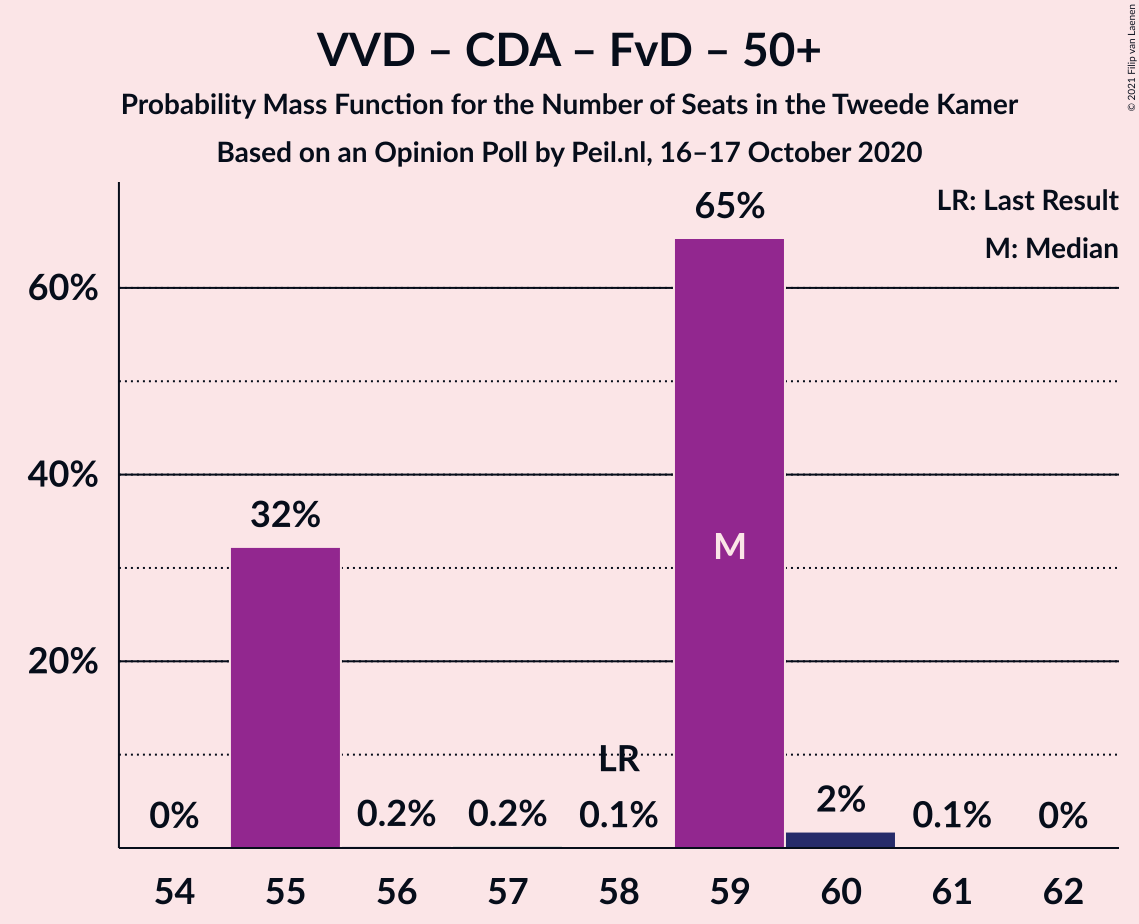 VVD – CDA – FvD – 50+
Probability Mass Function for the Number of Seats in the Tweede Kamer
Based on an Opinion Poll by Peil.nl, 16–17 October 2020
© 2021 Filip van Laenen
LR: Last Result
M: Median
65%
60%
40%
32%
M
20%
LR
0%
0.2%
0.2%
0.1%
2%
0.1%
0%
54 55 56 57 58 59 60 61 62